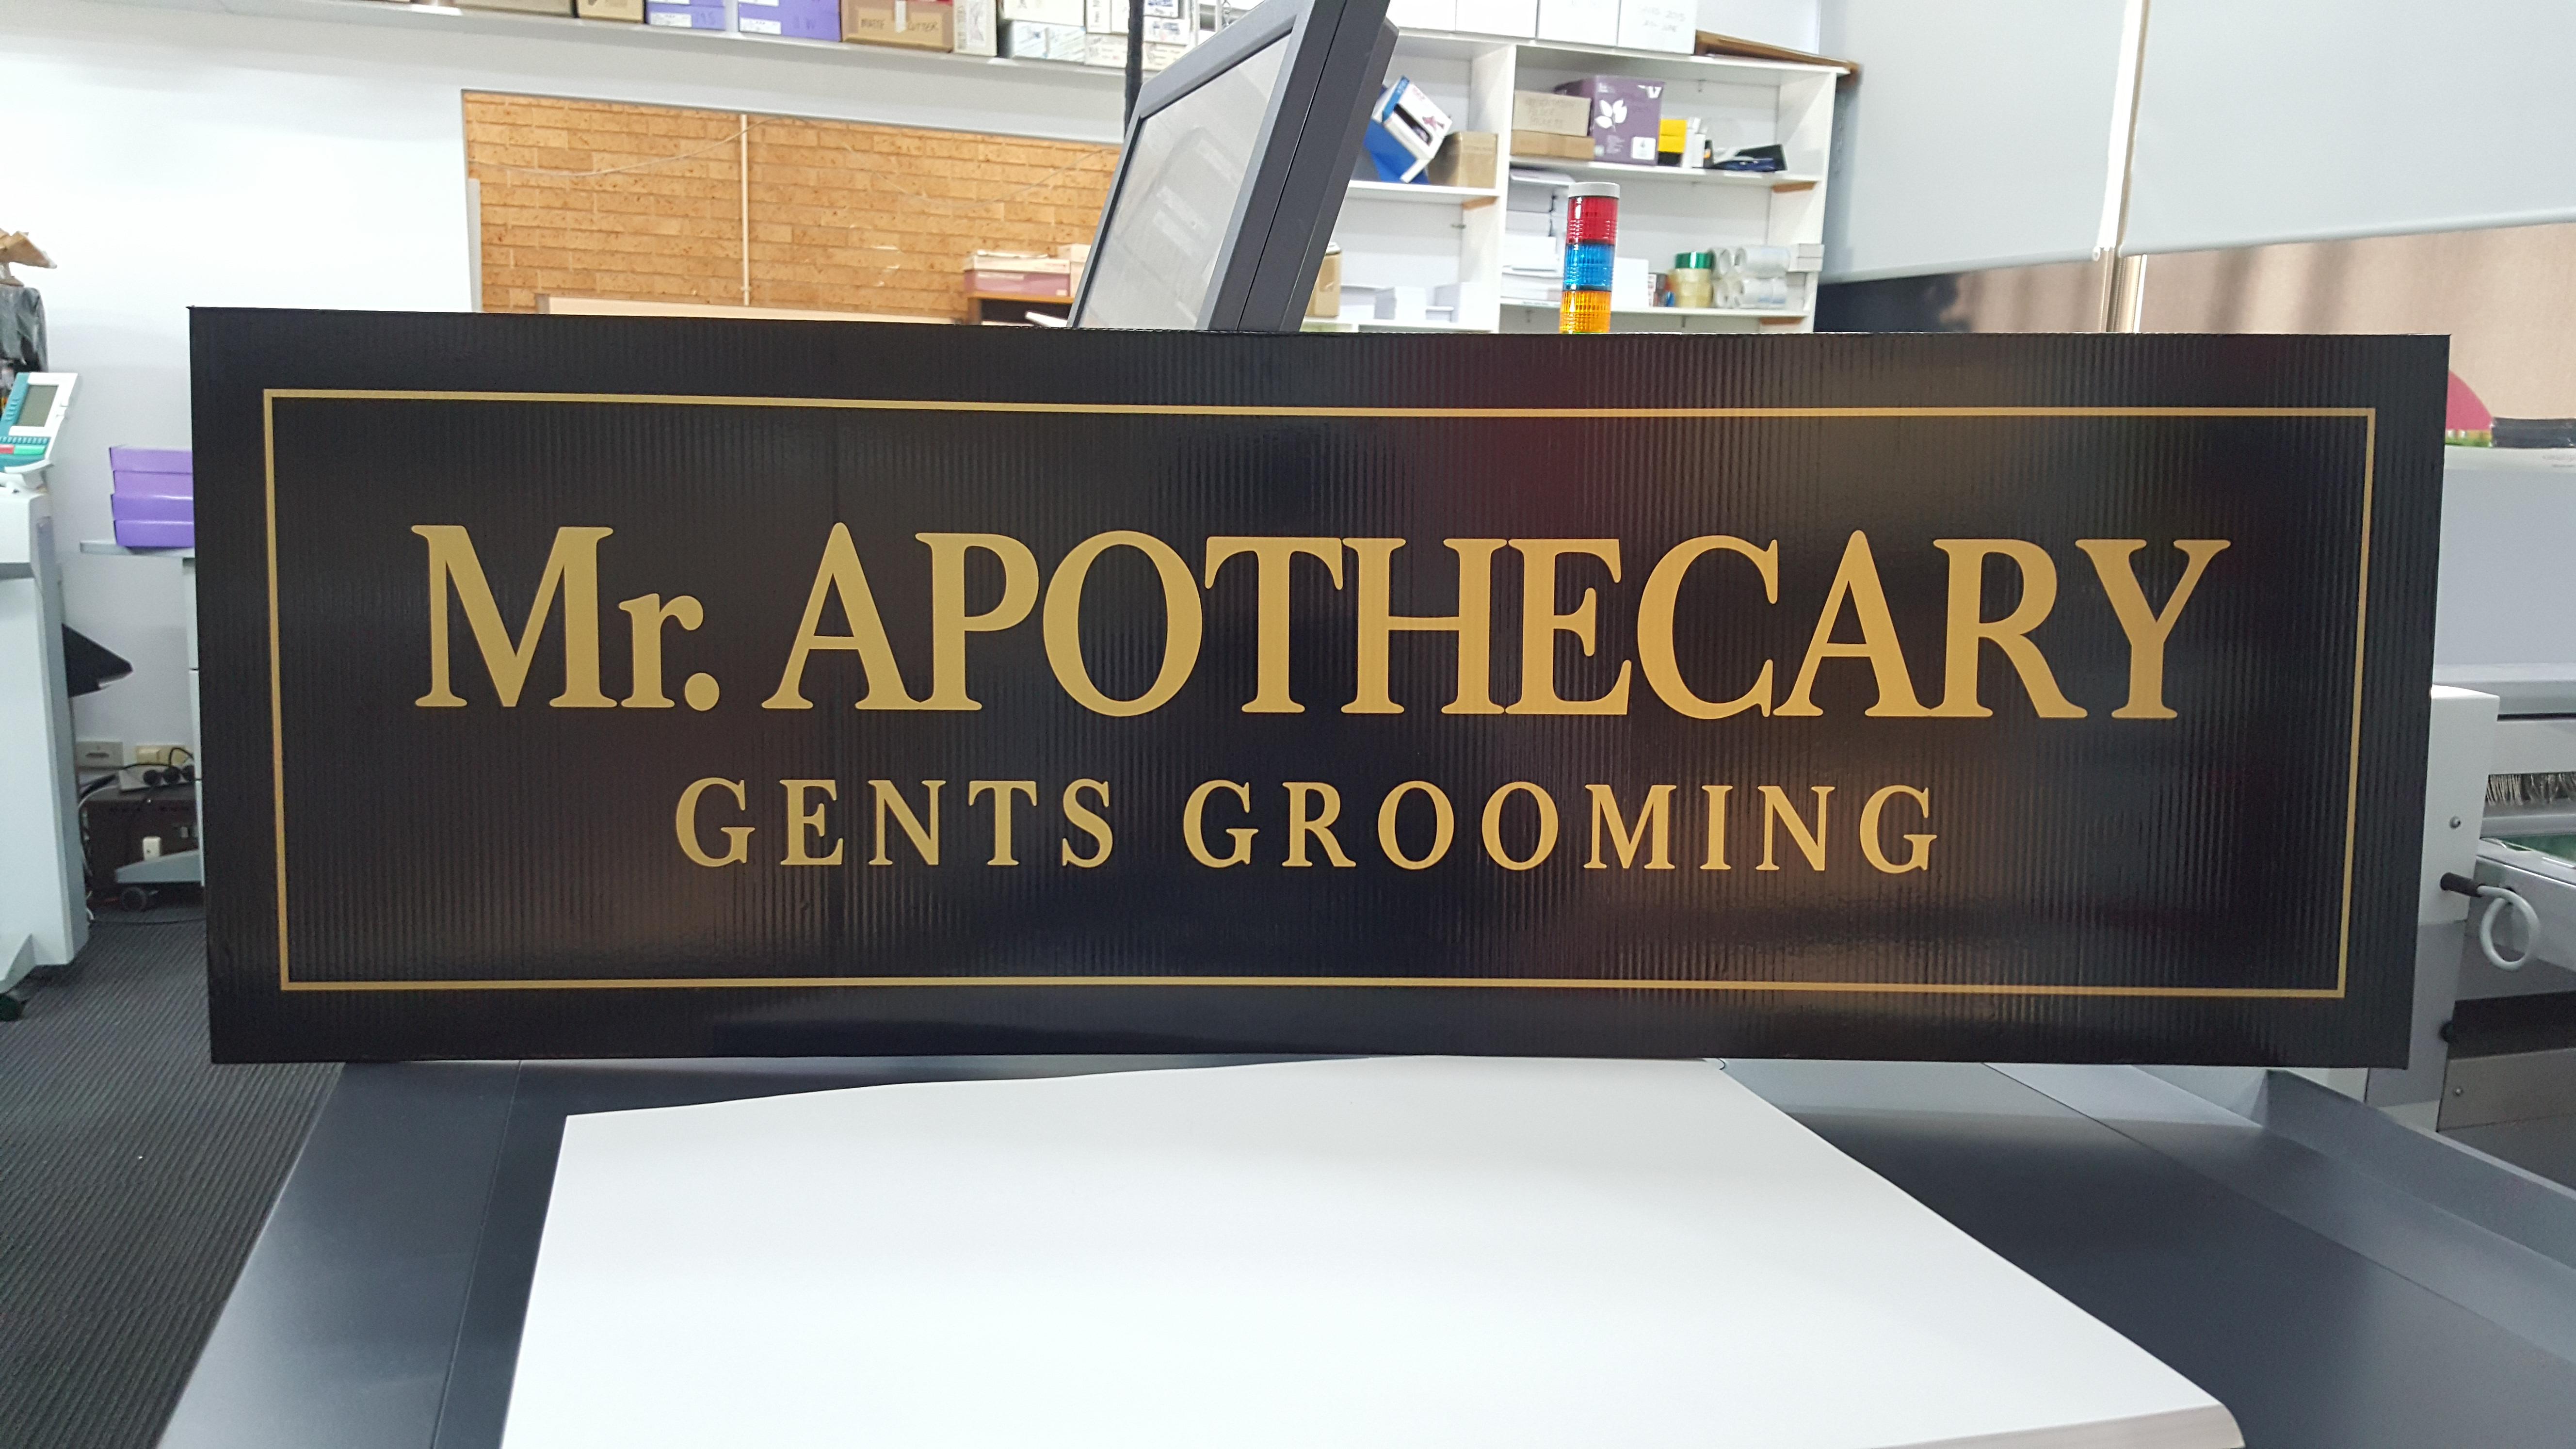 Mr. APOTHECARY
GENTS GROOMING